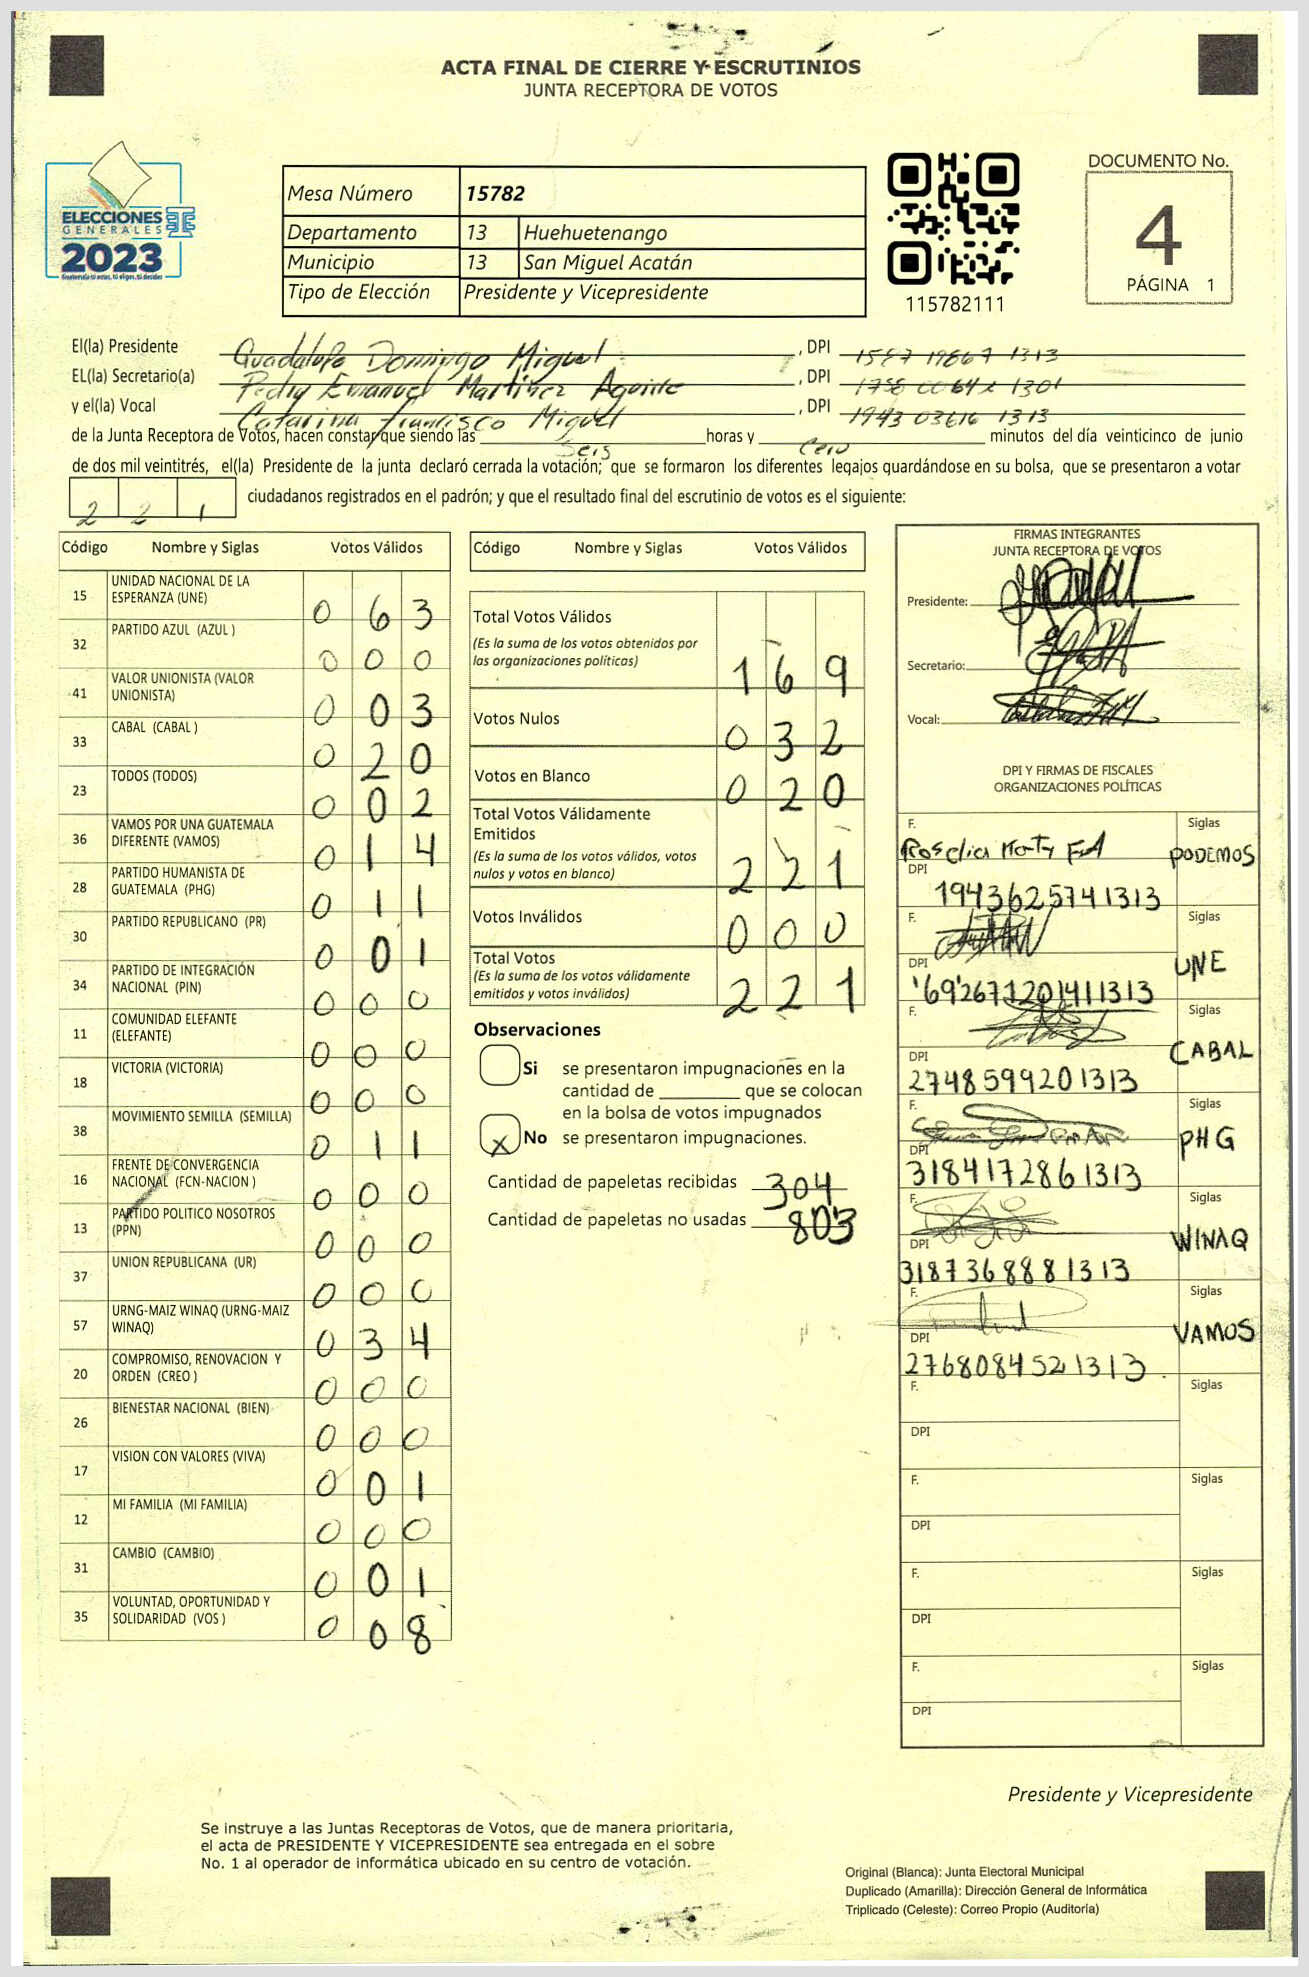 ACTA FINAL DE CIERRE Y ESCRUTINIOS
JUNTA RECEPTORA DE VOTOS
ELECCIONES
GENERALES
2023
Guatemala tú eres, tú eliges, tú decides
Mesa Número 15782
Departamento 13 Huehuetenango
Municipio 13 San Miguel Acatán
Tipo de Elección Presidente y Vicepresidente
115782111
DOCUMENTO No.
4
PÁGINA 1
El(la) Presidente Guadalupe Domingo Miguel , DPI 1587 19867 1313
EL(la) Secretario(a) Pedro Emanuel Martínez Aguirre , DPI 1301
y el(la) Vocal Catarina Francisco Miguel , DPI 1943 03616 1313
de la Junta Receptora de Votos, hacen constar que siendo las Seis horas y Cero minutos del día veinticinco de junio
de dos mil veintitrés, el(la) Presidente de la junta declaró cerrada la votación; que se formaron los diferentes legajos guardándose en su bolsa, que se presentaron a votar
2 2 1 ciudadanos registrados en el padrón; y que el resultado final del escrutinio de votos es el siguiente:
Código Nombre y Siglas Votos Válidos
15 UNIDAD NACIONAL DE LA
ESPERANZA (UNE) 0 6 3
32 PARTIDO AZUL (AZUL ) 0 0 0
41 VALOR UNIONISTA (VALOR
UNIONISTA) 0 0 3
33 CABAL (CABAL ) 0 2 0
23 TODOS (TODOS) 0 0 2
36 VAMOS POR UNA GUATEMALA
DIFERENTE (VAMOS) 0 1 4
28 PARTIDO HUMANISTA DE
GUATEMALA (PHG) 0 1 1
30 PARTIDO REPUBLICANO (PR) 0 0 1
34 PARTIDO DE INTEGRACIÓN
NACIONAL (PIN) 0 0 0
11 COMUNIDAD ELEFANTE
(ELEFANTE) 0 0 0
18 VICTORIA (VICTORIA) 0 0 0
38 MOVIMIENTO SEMILLA (SEMILLA) 0 1 1
16 FRENTE DE CONVERGENCIA
NACIONAL (FCN-NACION ) 0 0 0
13 PARTIDO POLITICO NOSOTROS
(PPN) 0 0 0
37 UNION REPUBLICANA (UR) 0 0 0
57 URNG-MAIZ WINAQ (URNG-MAIZ
WINAQ) 0 3 4
20 COMPROMISO, RENOVACION Y
ORDEN (CREO ) 0 0 0
26 BIENESTAR NACIONAL (BIEN) 0 0 0
17 VISION CON VALORES (VIVA) 0 0 1
12 MI FAMILIA (MI FAMILIA) 0 0 0
31 CAMBIO (CAMBIO) 0 0 1
35 VOLUNTAD, OPORTUNIDAD Y
SOLIDARIDAD (VOS ) 0 0 8
Código Nombre y Siglas Votos Válidos
Total Votos Válidos
(Es la suma de los votos obtenidos por
las organizaciones políticas) 1 6 9
Votos Nulos 0 3 2
Votos en Blanco 0 2 0
Total Votos Válidamente
Emitidos
(Es la suma de los votos válidos, votos
nulos y votos en blanco) 2 2 1
Votos Inválidos 0 0 0
Total Votos
(Es la suma de los votos válidamente
emitidos y votos inválidos) 2 2 1
Observaciones
Si se presentaron impugnaciones en la
cantidad de ________ que se colocan
en la bolsa de votos impugnados
X No se presentaron impugnaciones.
Cantidad de papeletas recibidas 304
Cantidad de papeletas no usadas 803
FIRMAS INTEGRANTES
JUNTA RECEPTORA DE VOTOS
Presidente:
Secretario:
Vocal:
DPI Y FIRMAS DE FISCALES
ORGANIZACIONES POLÍTICAS
F. Siglas
PODEMOS
DPI
1943625741313
F. Siglas
UNE
DPI
F. Siglas
CABAL
DPI
2748599201313
F. Siglas
PHG
DPI
3184172861313
F. Siglas
WINAQ
DPI
3187368881313
F. Siglas
VAMOS
DPI
2768084521313
F. Siglas
DPI
F. Siglas
DPI
F. Siglas
DPI
F. Siglas
DPI
Presidente y Vicepresidente
Se instruye a las Juntas Receptoras de Votos, que de manera prioritaria,
el acta de PRESIDENTE Y VICEPRESIDENTE sea entregada en el sobre
No. 1 al operador de informática ubicado en su centro de votación.
Original (Blanca): Junta Electoral Municipal
Duplicado (Amarilla): Dirección General de Informática
Triplicado (Celeste): Correo Propio (Auditoría)